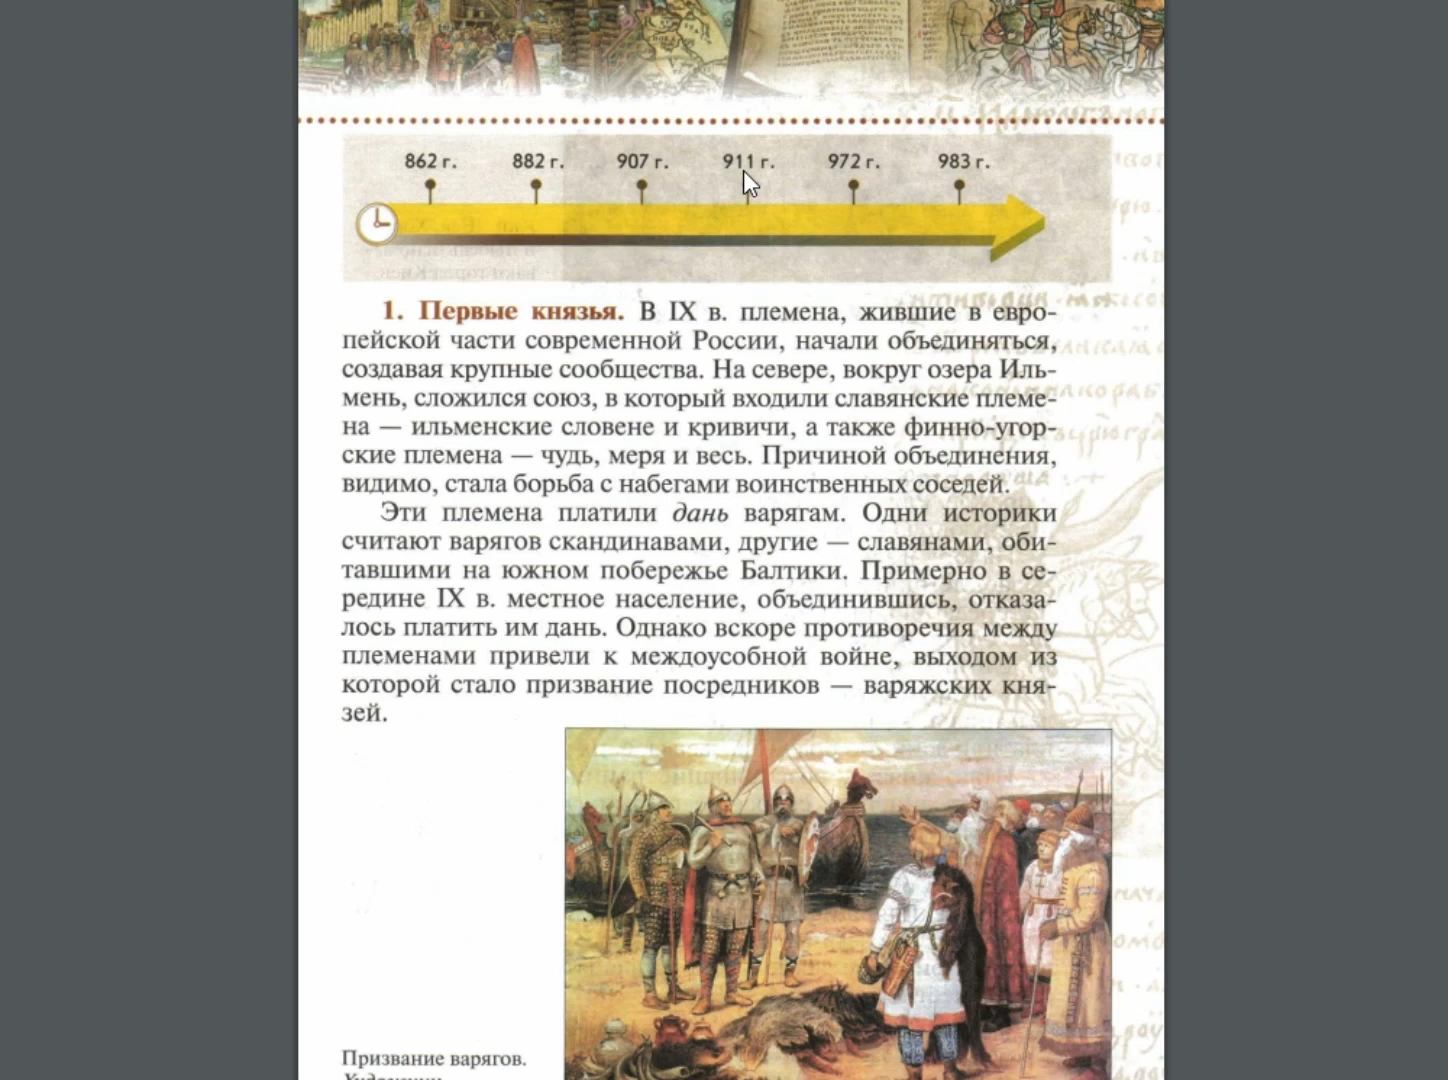 862 г. 882 г. 907 г. 911 г. 972 г. 983 г.
1. Первые князья. В IX в. племена, жившие в евро-
пейской части современной России, начали объединяться,
создавая крупные сообщества. На севере, вокруг озера Иль-
мень, сложился союз, в который входили славянские племе-
на — ильменские словене и кривичи, а также финно-угор-
ские племена — чудь, меря и весь. Причиной объединения,
видимо, стала борьба с набегами воинственных соседей.
Эти племена платили дань варягам. Одни историки
считают варягов скандинавами, другие — славянами, оби-
тавшими на южном побережье Балтики. Примерно в се-
редине IX в. местное население, объединившись, отказа-
лось платить им дань. Однако вскоре противоречия между
племенами привели к междоусобной войне, выходом из
которой стало призвание посредников — варяжских кня-
зей.
Призвание варягов.